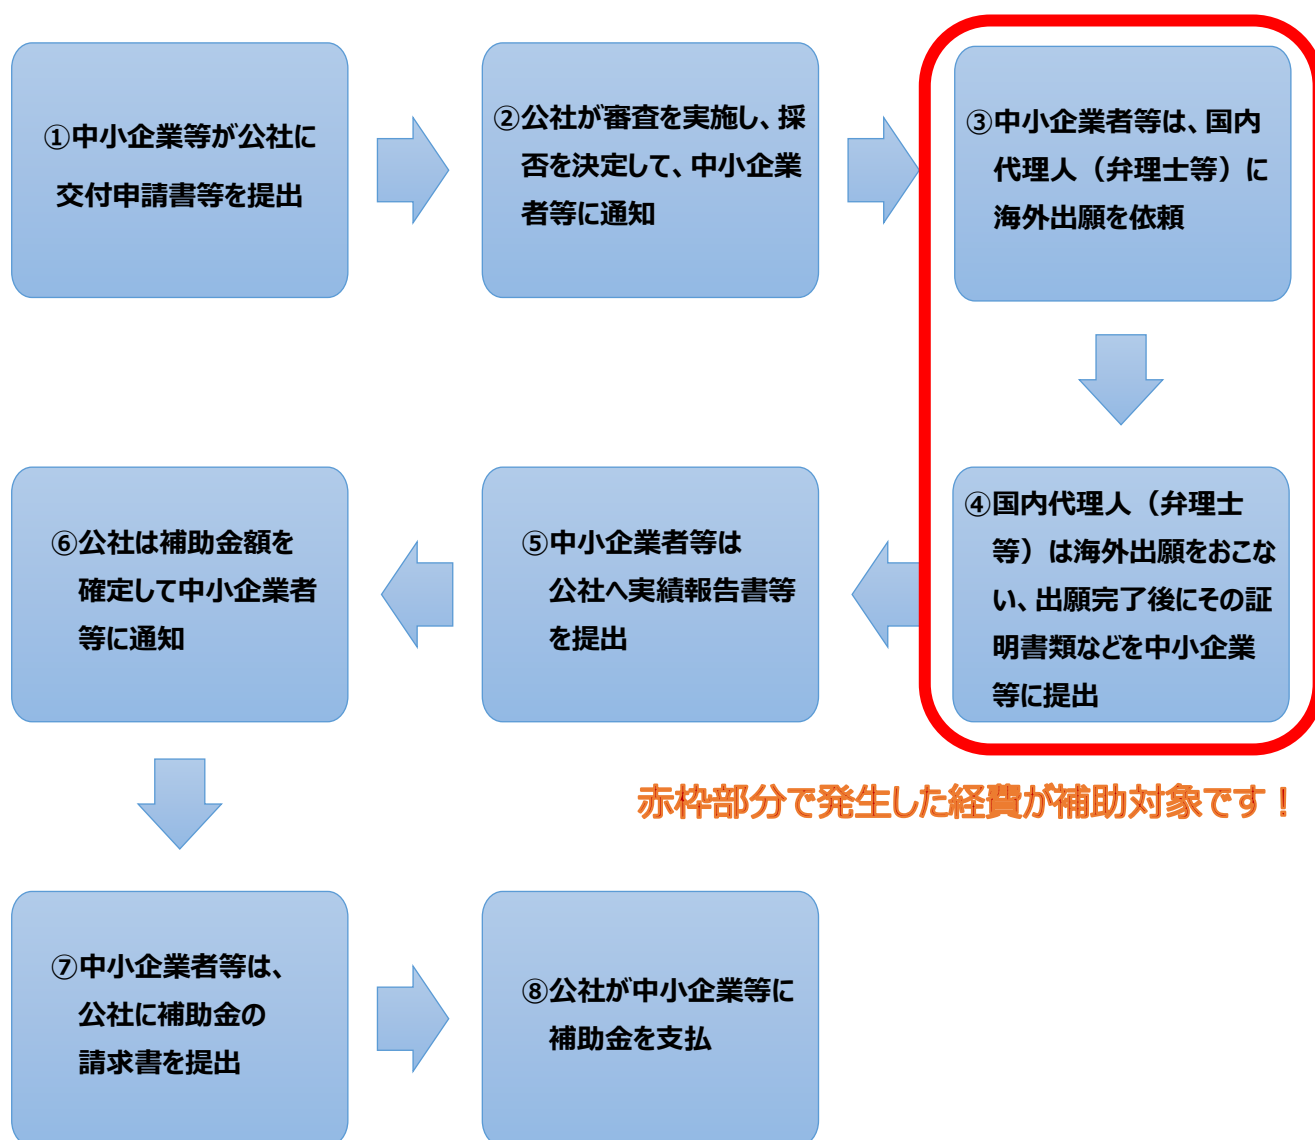 ①中小企業等が公社に
交付申請書等を提出
②公社が審査を実施し、採
否を決定して、中小企業
者等に通知
③中小企業者等は、国内
代理人（弁理士等）に
海外出願を依頼
④国内代理人（弁理士
等）は海外出願をおこな
い、出願完了後にその証
明書類などを中小企業
等に提出
赤枠部分で発生した経費が補助対象です！
⑤中小企業者等は
公社へ実績報告書等
を提出
⑥公社は補助金額を
確定して中小企業者
等に通知
⑦中小企業者等は、
公社に補助金の
請求書を提出
⑧公社が中小企業等に
補助金を支払